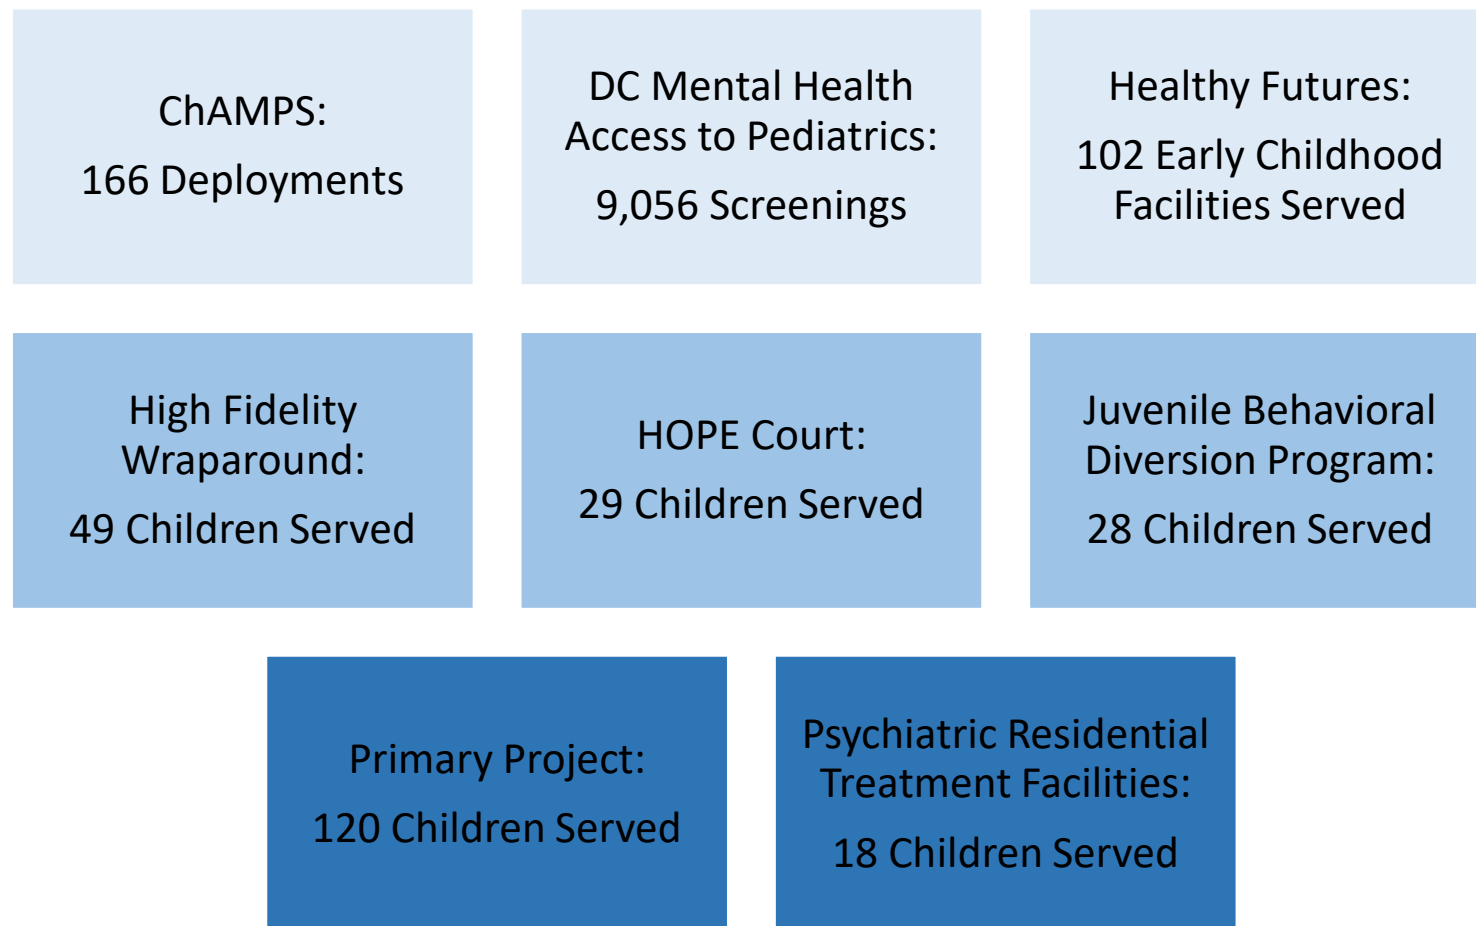 ChAMPS:
166 Deployments
DC Mental Health
Access to Pediatrics:
9,056 Screenings
Healthy Futures:
102 Early Childhood
Facilities Served
High Fidelity
Wraparound:
49 Children Served
HOPE Court:
29 Children Served
Juvenile Behavioral
Diversion Program:
28 Children Served
Primary Project:
120 Children Served
Psychiatric Residential
Treatment Facilities:
18 Children Served